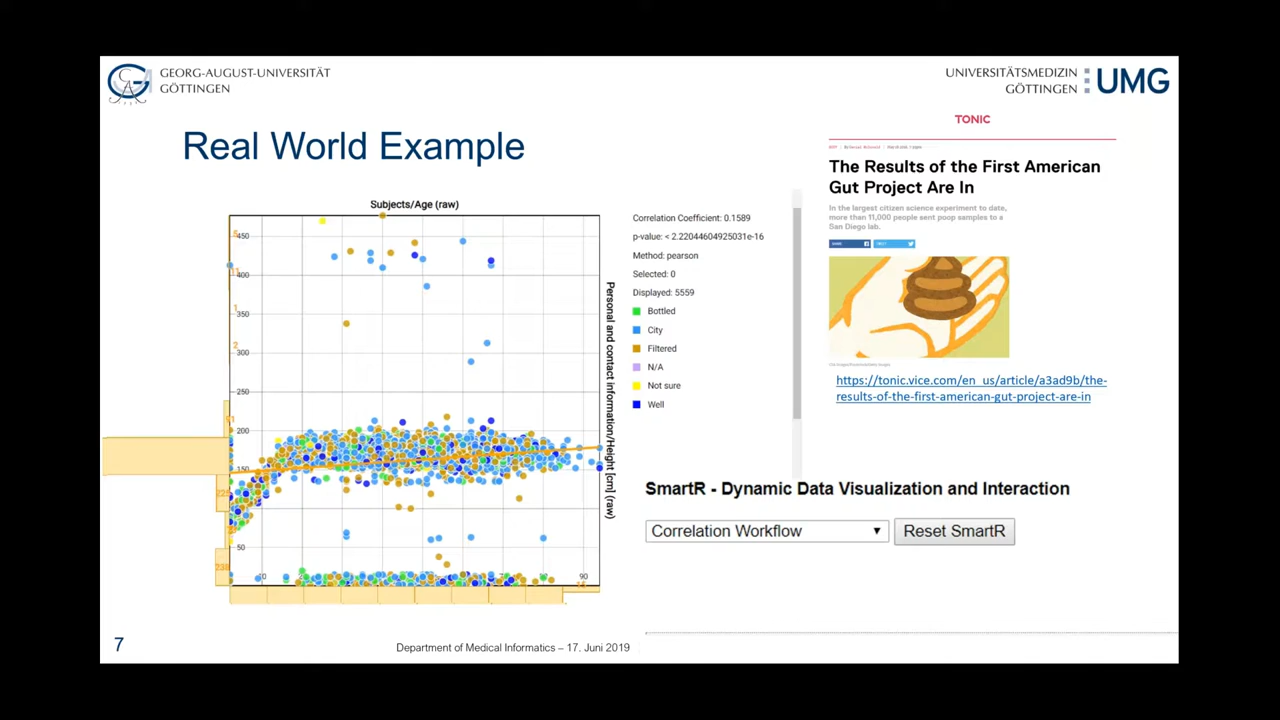 GEORG-AUGUST-UNIVERSITÄT
GÖTTINGEN
UNIVERSITÄTSMEDIZIN
GÖTTINGEN
UMG
Real World Example
TONIC
The Results of the First American
Gut Project Are In
In the largest citizen science experiment to date,
more than 11,000 people sent poop samples to a
San Diego lab.
SHARE
TWEET
https://tonic.vice.com/en_us/article/a3ad9b/the-
results-of-the-first-american-gut-project-are-in
Subjects/Age (raw)
450
400
350
300
250
200
150
50
90
Personal and contact information/Height [cm] (raw)
Correlation Coefficient: 0.1589
p-value: < 2.22044604925031e-16
Method: pearson
Selected: 0
Displayed: 5559
Bottled
City
Filtered
N/A
Not sure
Well
SmartR - Dynamic Data Visualization and Interaction
Correlation Workflow
Reset SmartR
7
Department of Medical Informatics – 17. Juni 2019